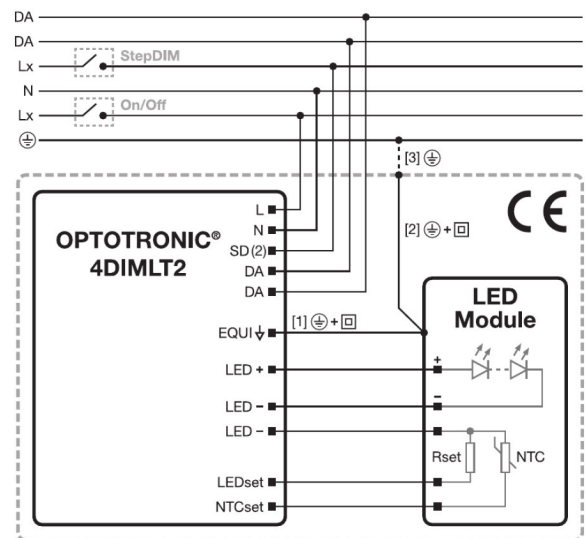 DA
DA
Lx StepDIM
N
Lx On/Off
[3]
CE
OPTOTRONIC®
4DIMLT2
L
N
SD(2)
DA
DA
EQUI
LED +
LED -
LED -
LEDset
NTCset
[1] +
[2] +
LED
Module
+
-
Rset NTC